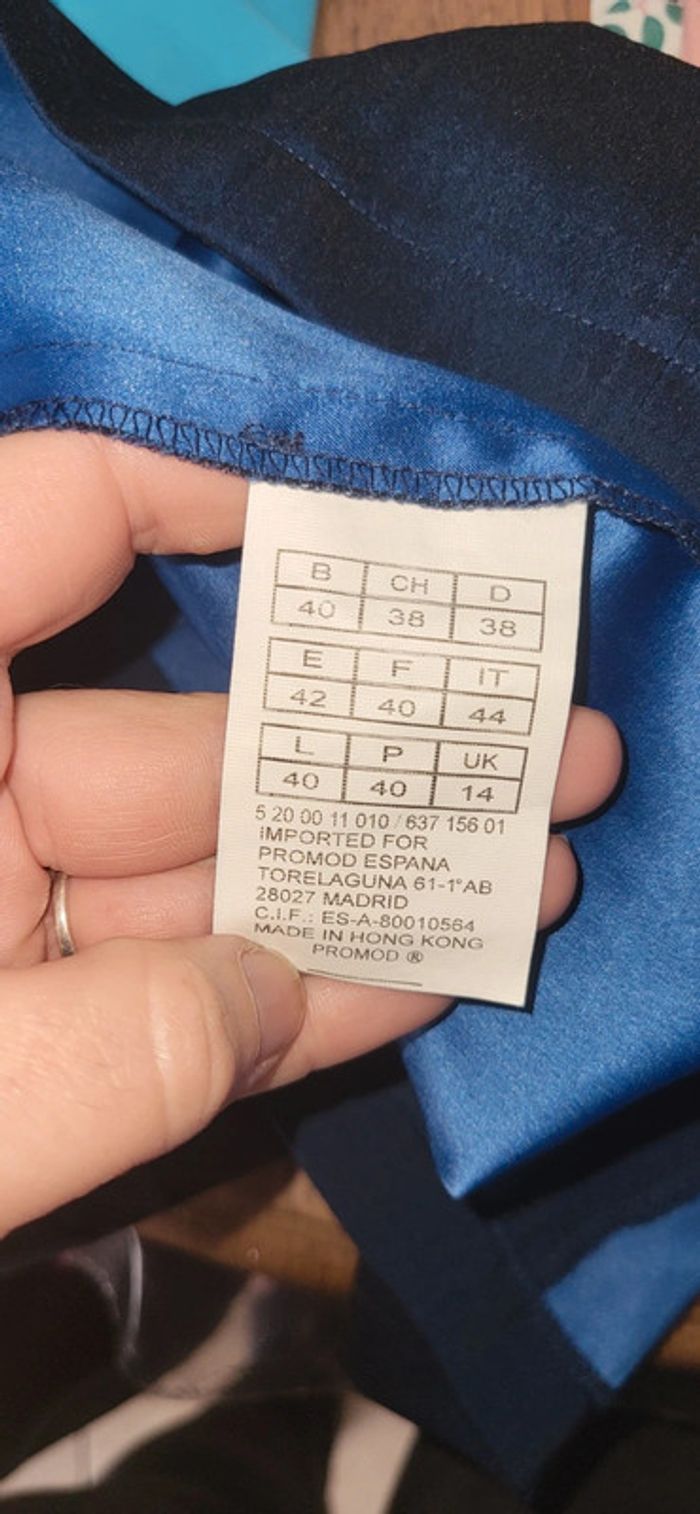 B CH D
40 38 38
E F IT
42 40 44
L P UK
40 40 14
5 20 00 11 010 / 637 156 01
IMPORTED FOR
PROMOD ESPANA
TORELAGUNA 61-1°AB
28027 MADRID
C.I.F.: ES-A-80010564
MADE IN HONG KONG
PROMOD ®